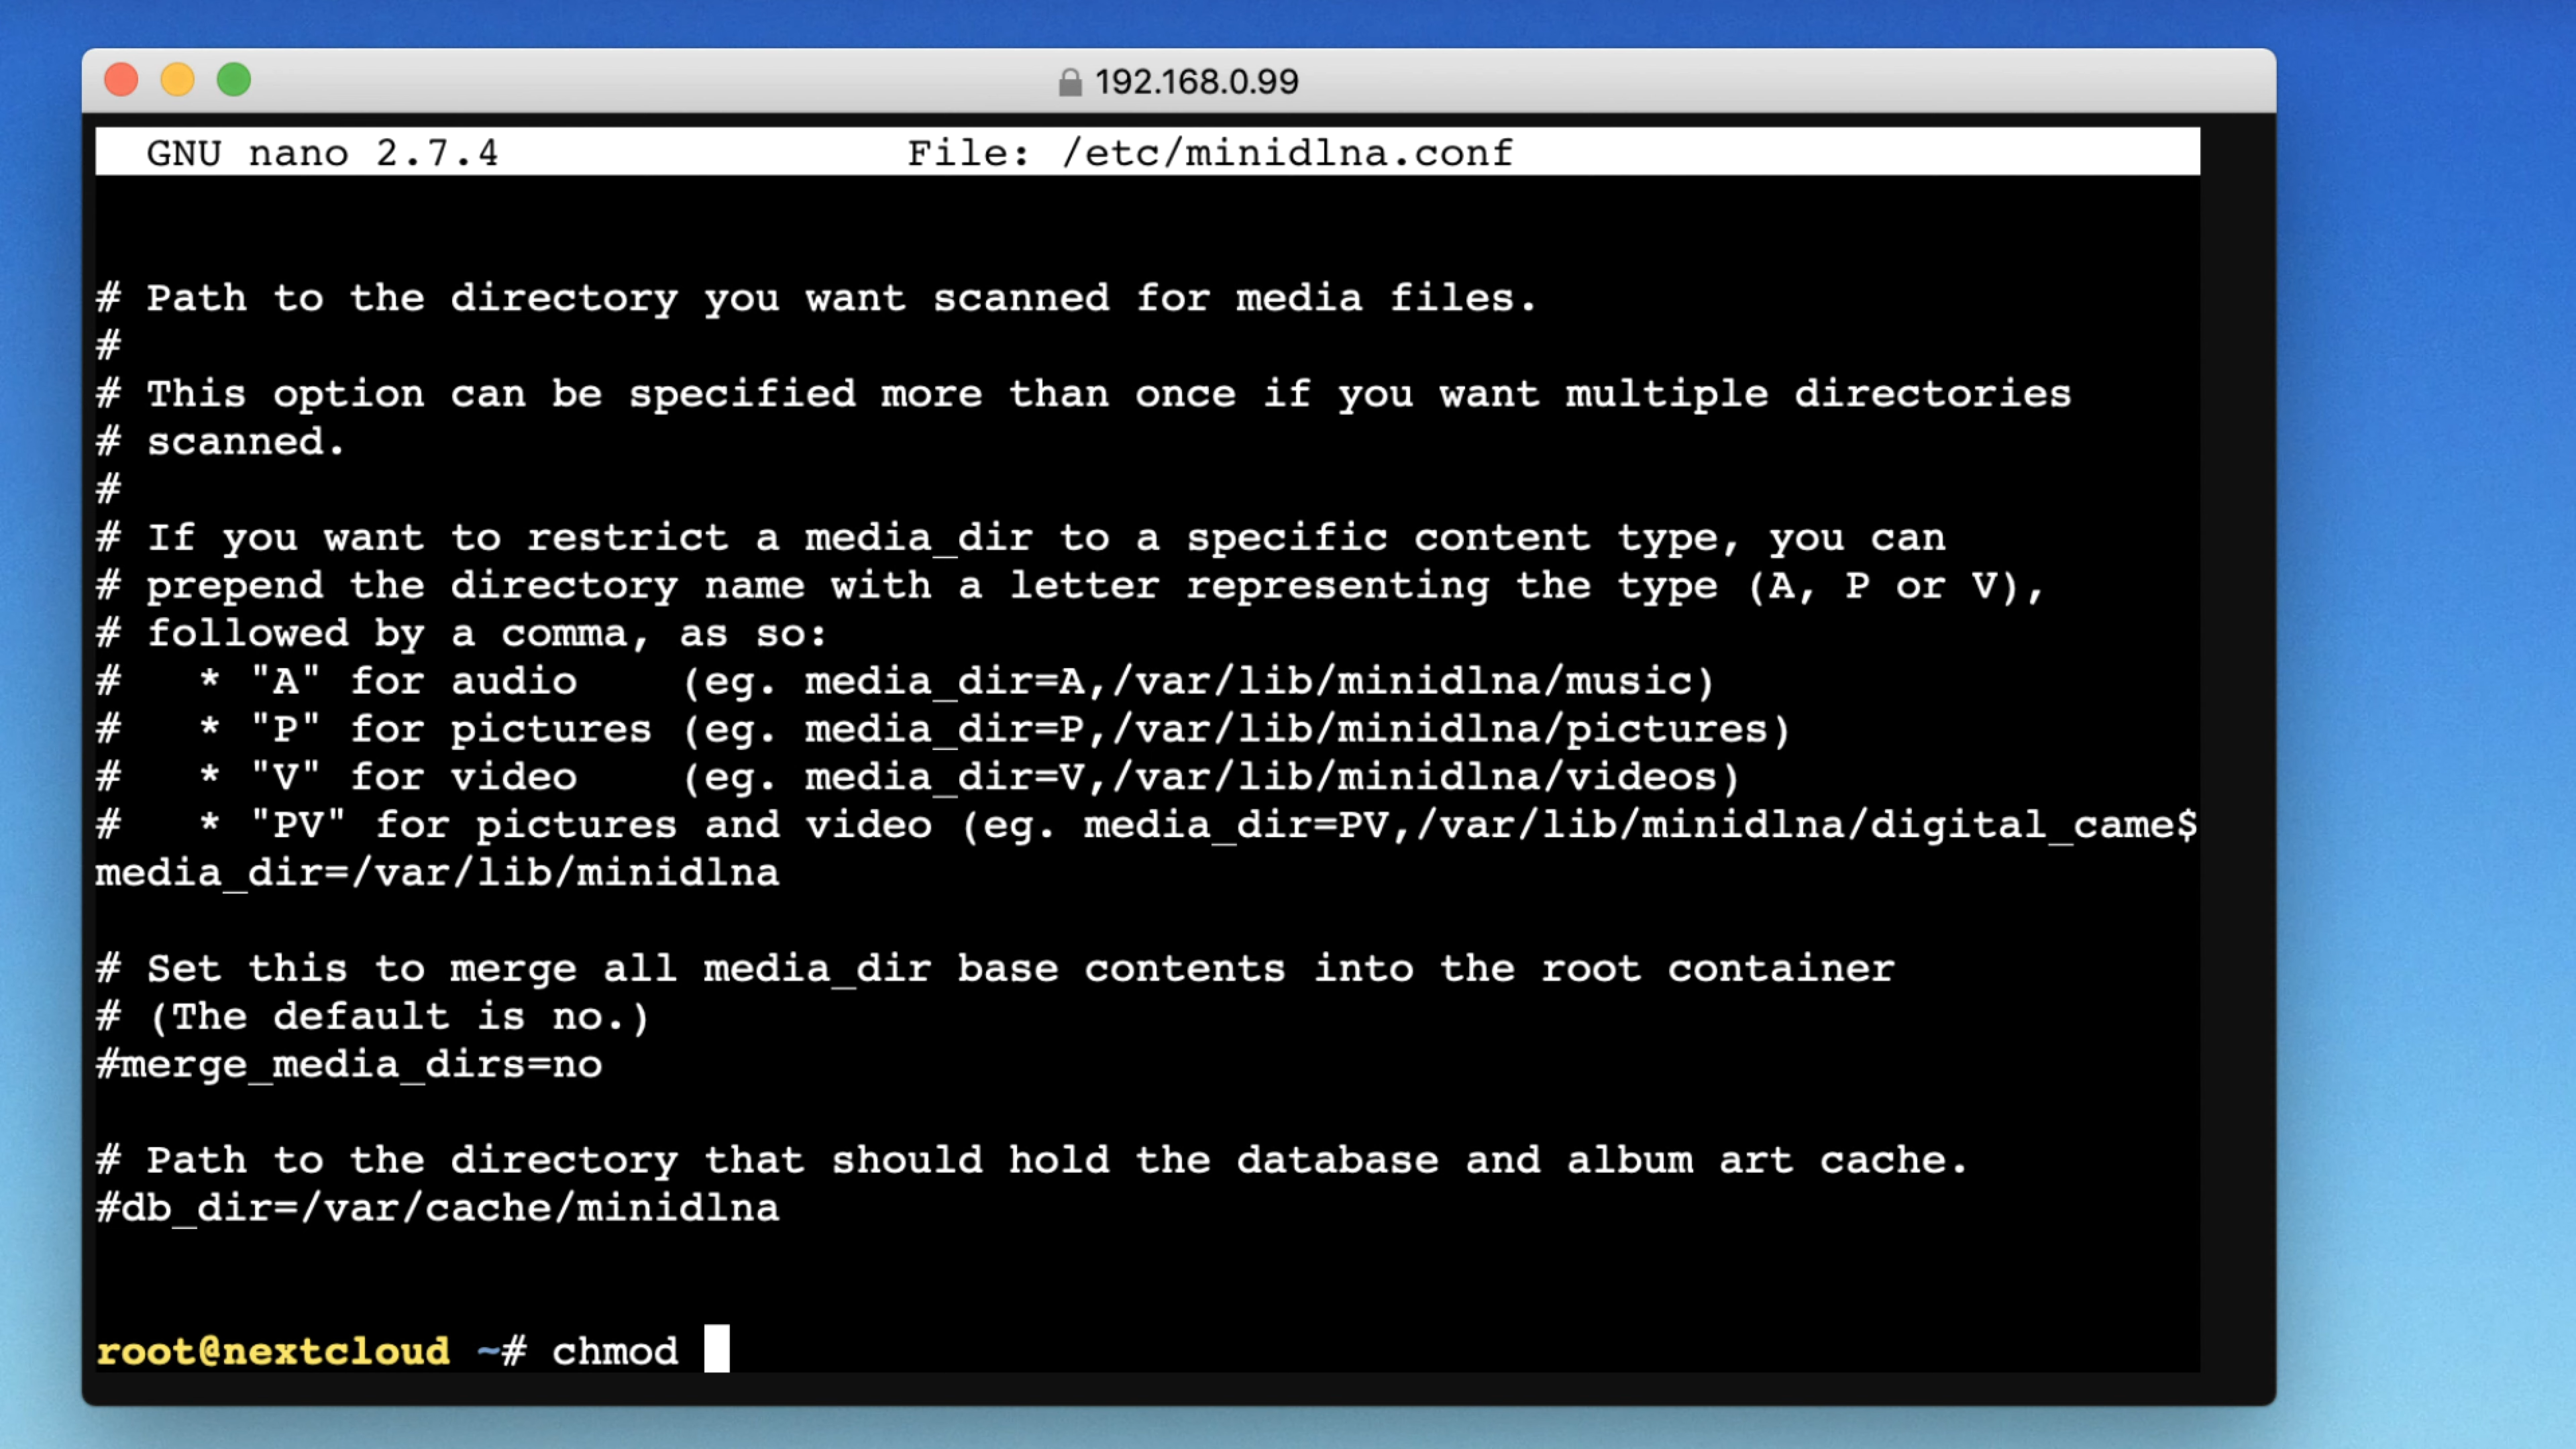 192.168.0.99
GNU nano 2.7.4 File: /etc/minidlna.conf
# Path to the directory you want scanned for media files.
#
# This option can be specified more than once if you want multiple directories
# scanned.
#
# If you want to restrict a media_dir to a specific content type, you can
# prepend the directory name with a letter representing the type (A, P or V),
# followed by a comma, as so:
#   * "A" for audio    (eg. media_dir=A,/var/lib/minidlna/music)
#   * "P" for pictures (eg. media_dir=P,/var/lib/minidlna/pictures)
#   * "V" for video    (eg. media_dir=V,/var/lib/minidlna/videos)
#   * "PV" for pictures and video (eg. media_dir=PV,/var/lib/minidlna/digital_came$
media_dir=/var/lib/minidlna
# Set this to merge all media_dir base contents into the root container
# (The default is no.)
#merge_media_dirs=no
# Path to the directory that should hold the database and album art cache.
#db_dir=/var/cache/minidlna
root@nextcloud ~# chmod